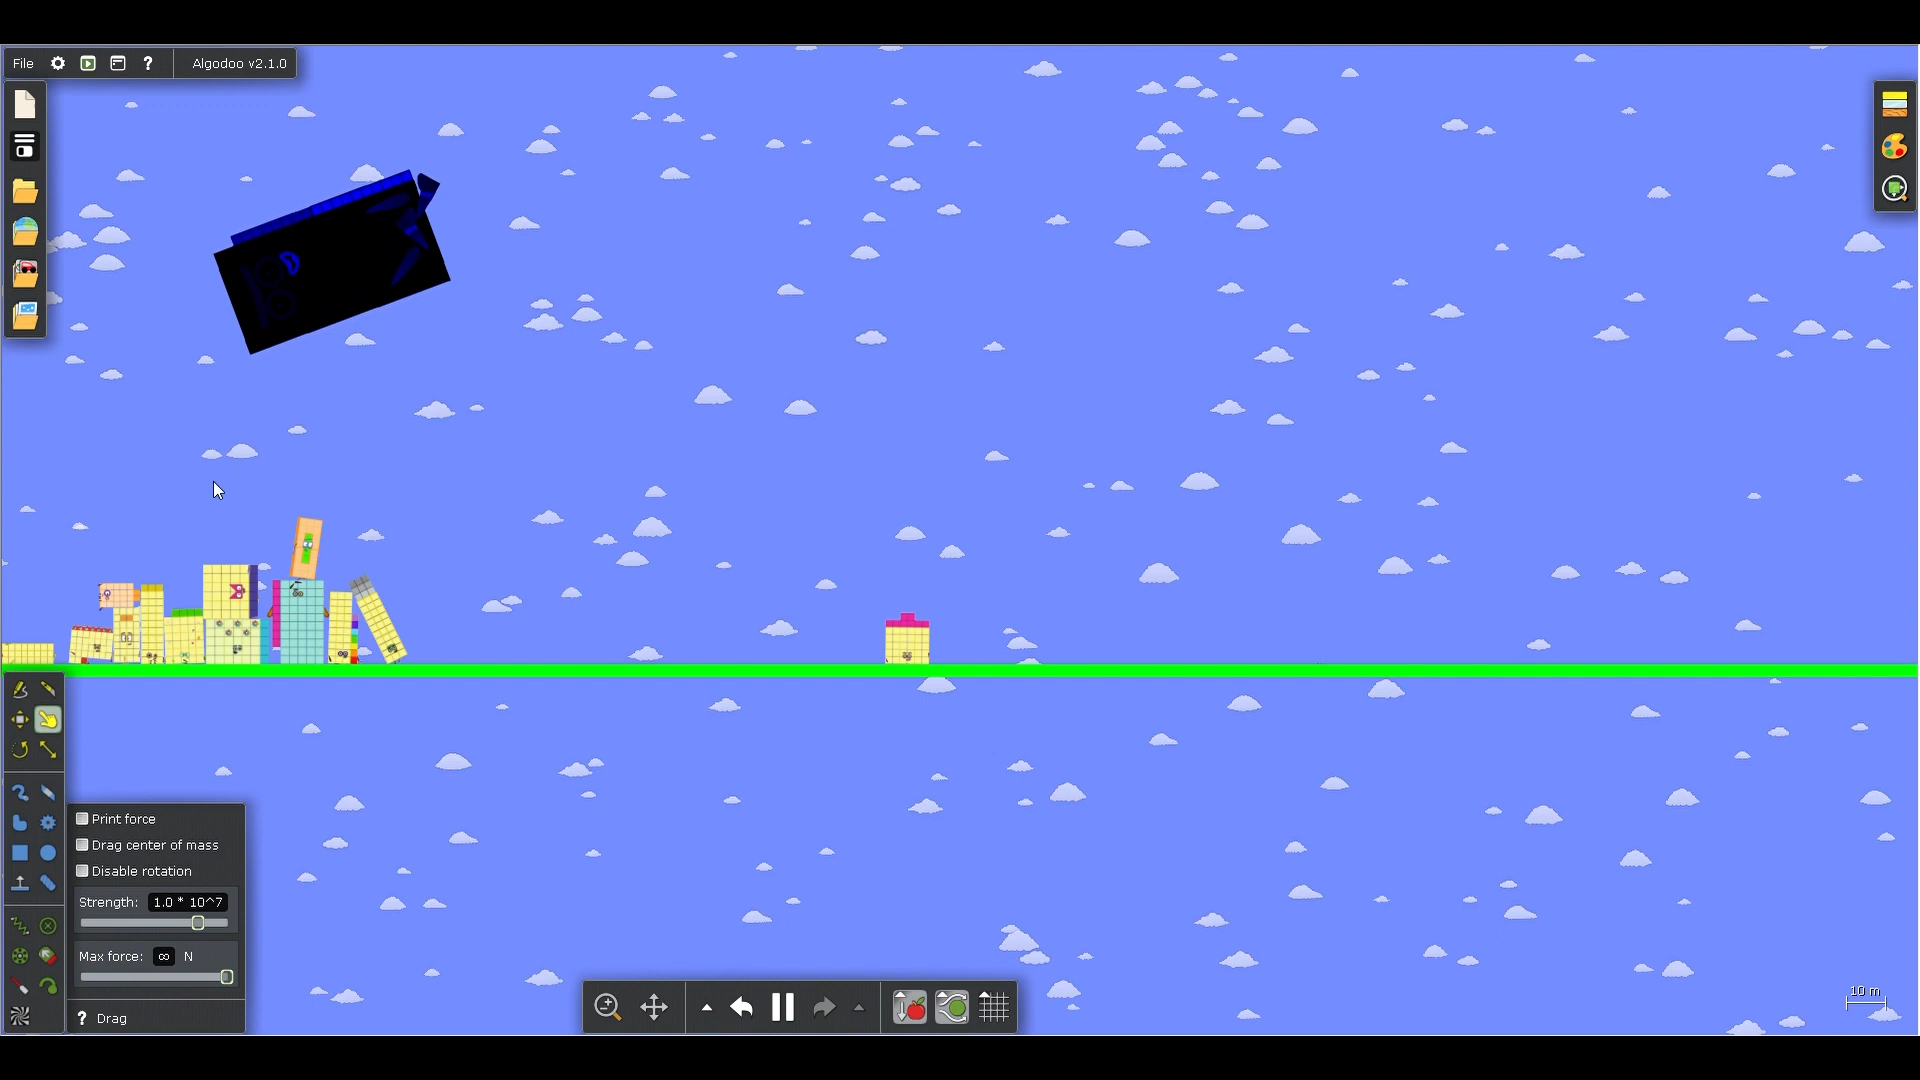 File ? Algodoo v2.1.0
Print force
Drag center of mass
Disable rotation
Strength: 1.0 * 10^7
Max force: ∞ N
? Drag
10 m